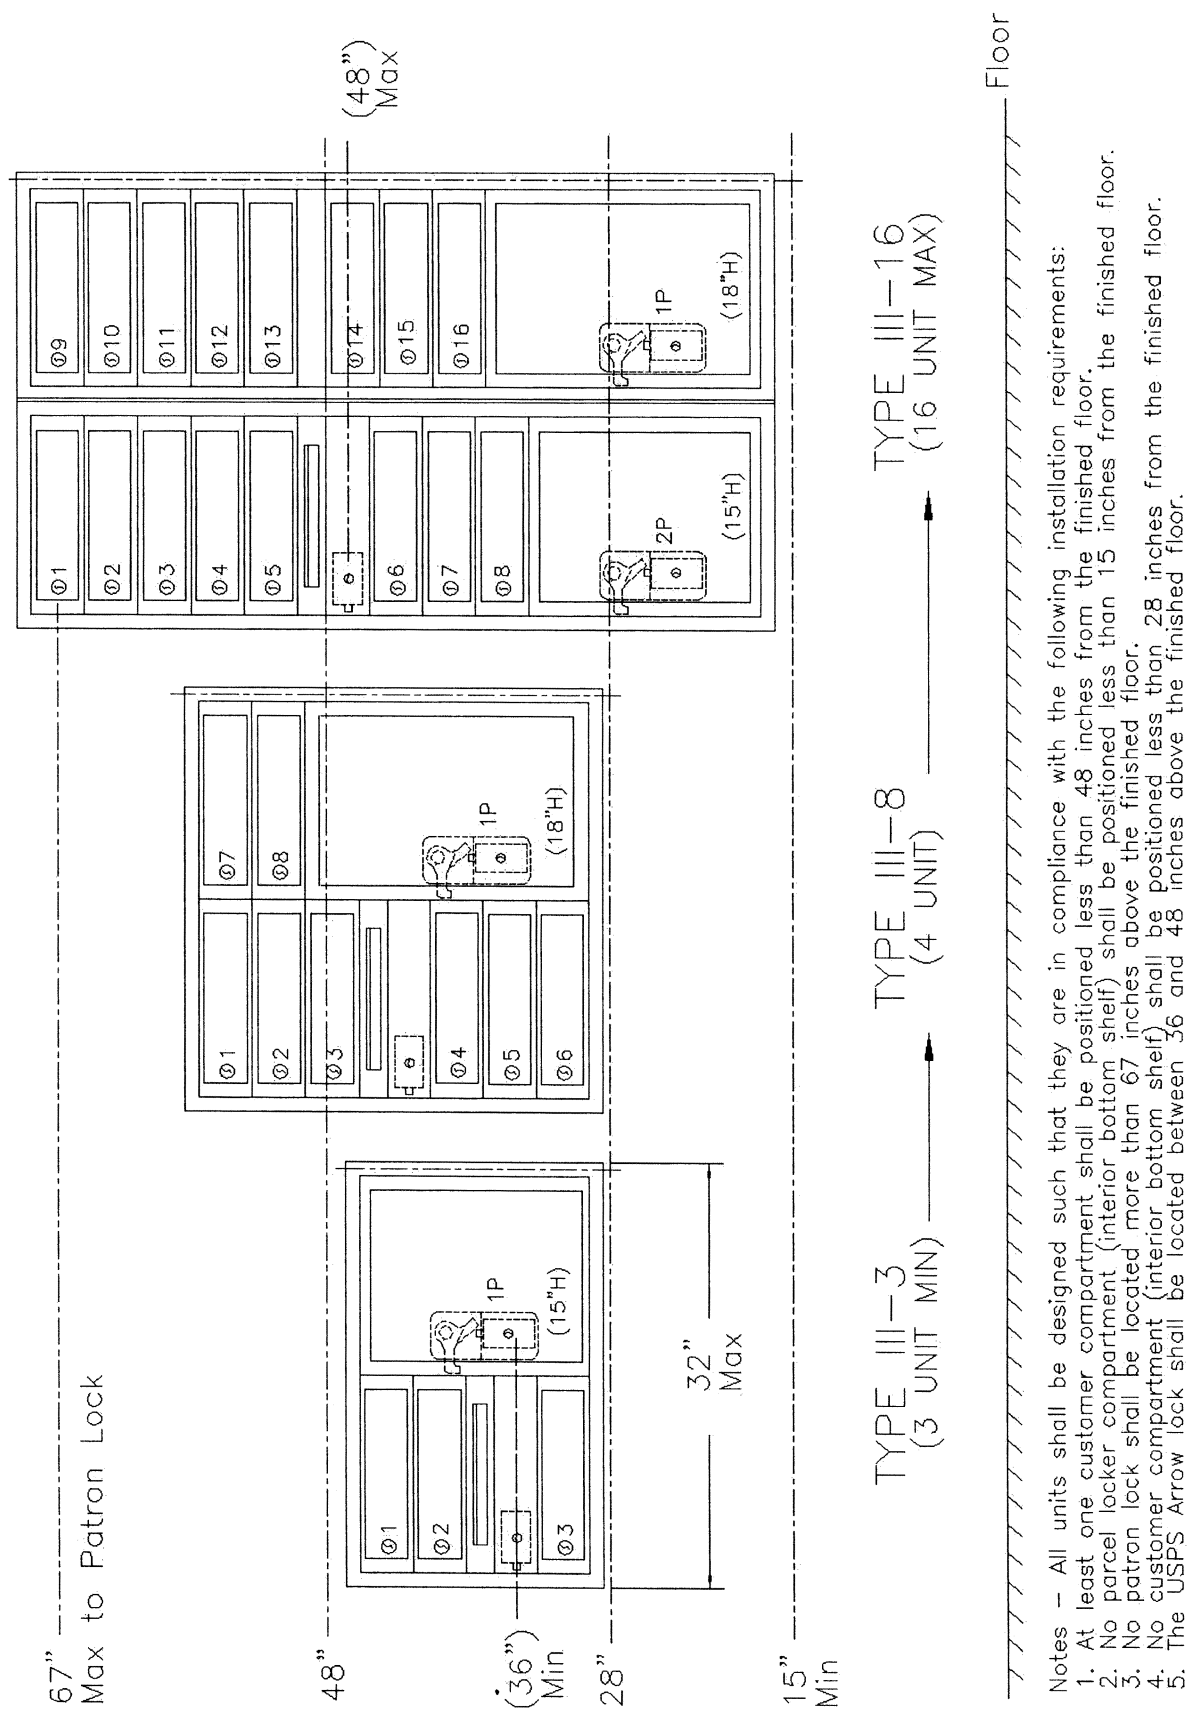 67"
Max to Patron Lock
48"
(36")
Min
28"
15"
Min
(48")
Max
1
2
3
1P
(15"H)
32"
Max
1
2
3
4
5
6
7
8
1P
(18"H)
1
2
3
4
5
6
7
8
2P
(15"H)
9
10
11
12
13
14
15
16
1P
(18"H)
TYPE III-3
(3 UNIT MIN)
TYPE III-8
(4 UNIT)
TYPE III-16
(16 UNIT MAX)
Floor
Notes - All units shall be designed such that they are in compliance with the following installation requirements:
1. At least one customer compartment shall be positioned less than 48 inches from the finished floor.
2. No parcel locker compartment (interior bottom shelf) shall be positioned less than 15 inches from the finished floor.
3. No patron lock shall be located more than 67 inches above the finished floor.
4. No customer compartment (interior bottom shelf) shall be positioned less than 28 inches from the finished floor.
5. The USPS Arrow lock shall be located between 36 and 48 inches above the finished floor.